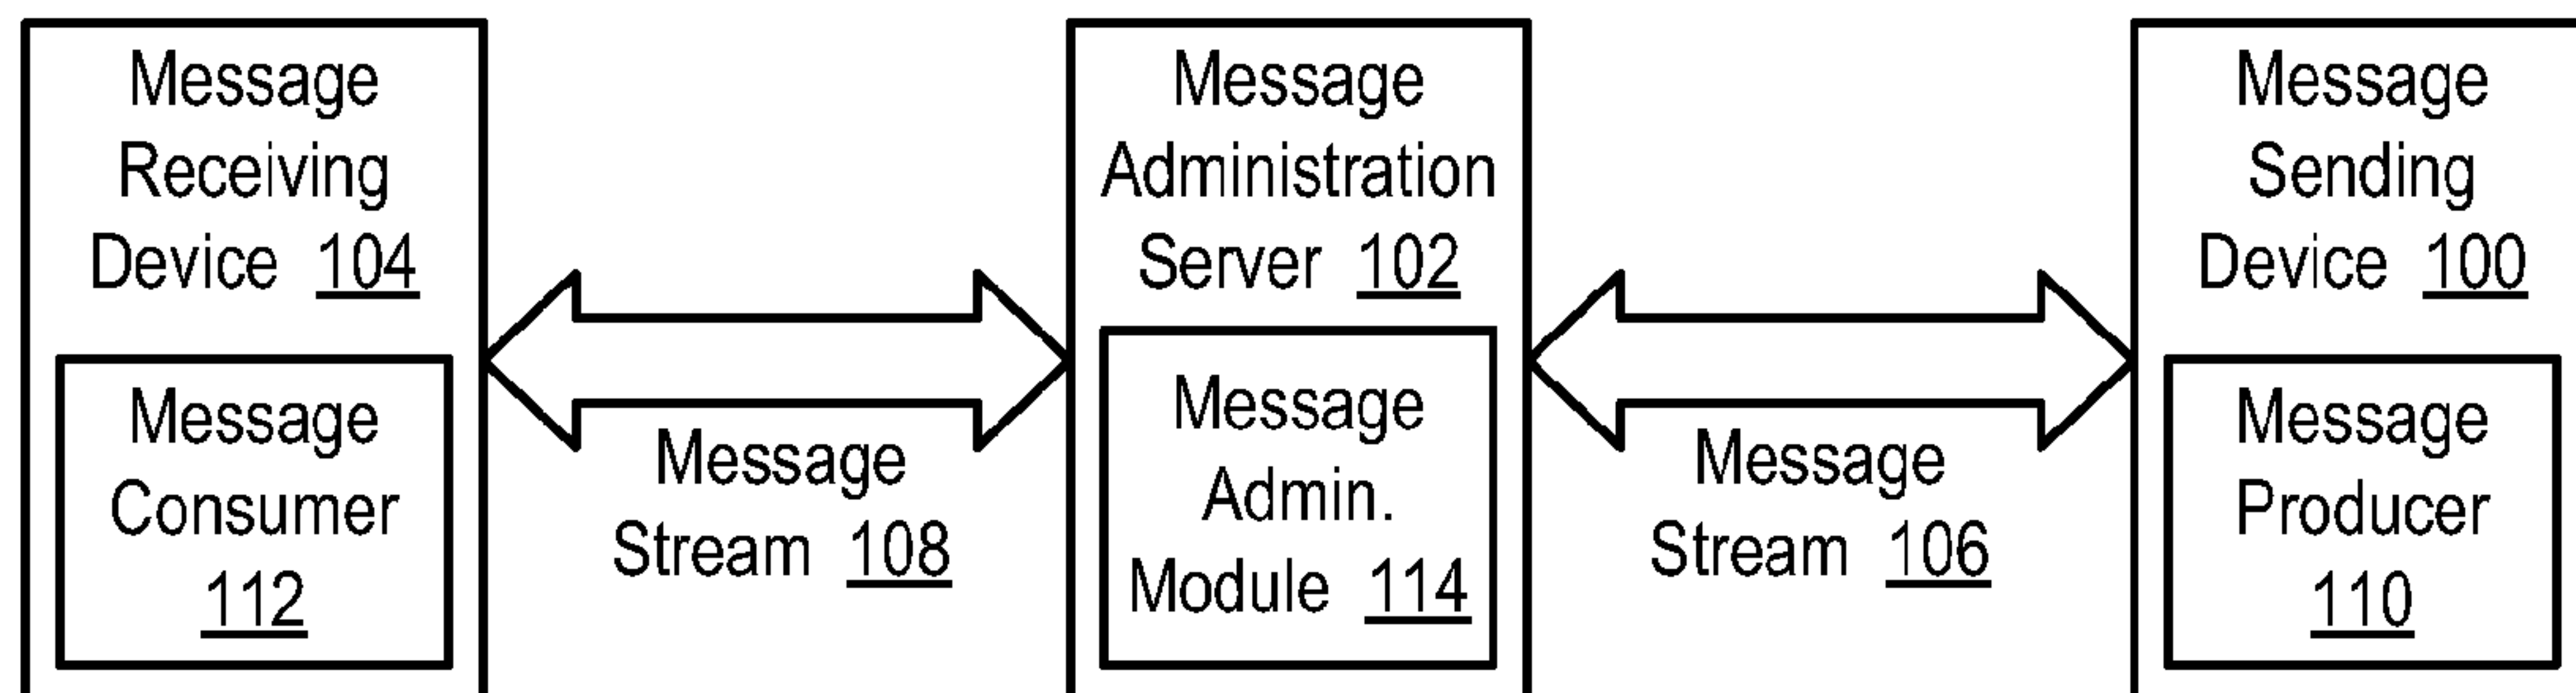 Message
Receiving
Device 104
Message
Consumer
112
Message
Stream 108
Message
Administration
Server 102
Message
Admin.
Module 114
Message
Stream 106
Message
Sending
Device 100
Message
Producer
110